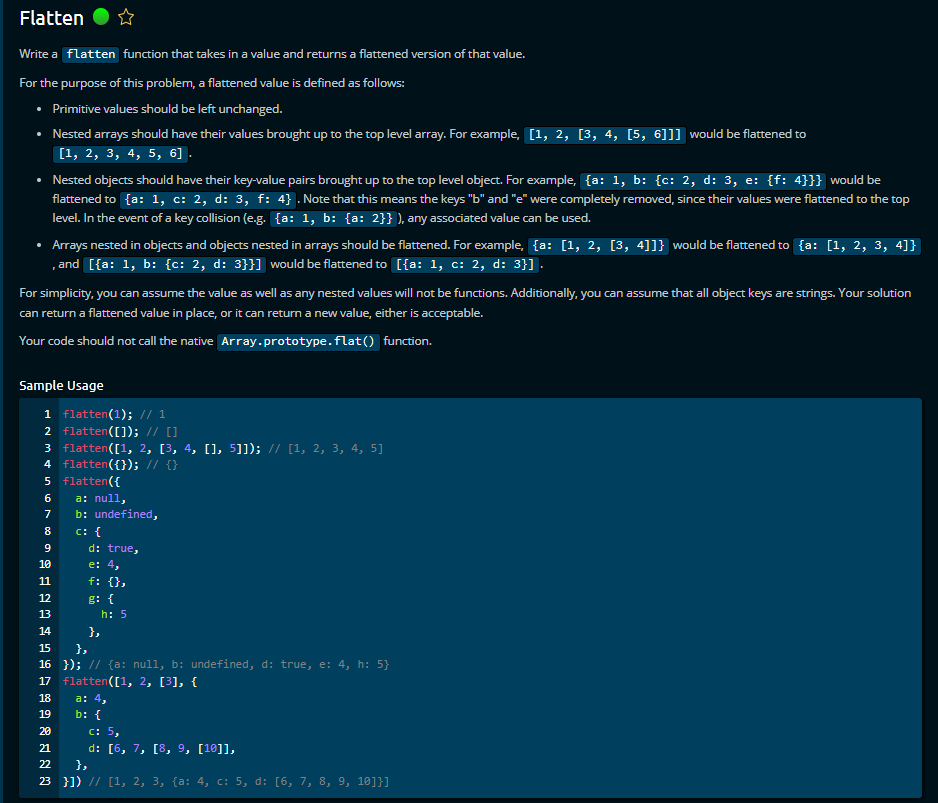 Flatten
Write a flatten function that takes in a value and returns a flattened version of that value.
For the purpose of this problem, a flattened value is defined as follows:
• Primitive values should be left unchanged.
• Nested arrays should have their values brought up to the top level array. For example, [1, 2, [3, 4, [5, 6]]] would be flattened to
[1, 2, 3, 4, 5, 6] .
• Nested objects should have their key-value pairs brought up to the top level object. For example, {a: 1, b: {c: 2, d: 3, e: {f: 4}}} would be
flattened to {a: 1, c: 2, d: 3, f: 4} . Note that this means the keys "b" and "e" were completely removed, since their values were flattened to the top
level. In the event of a key collision (e.g. {a: 1, b: {a: 2}} ), any associated value can be used.
• Arrays nested in objects and objects nested in arrays should be flattened. For example, {a: [1, 2, [3, 4]]} would be flattened to {a: [1, 2, 3, 4]}
, and [{a: 1, b: {c: 2, d: 3}}] would be flattened to [{a: 1, c: 2, d: 3}] .
For simplicity, you can assume the value as well as any nested values will not be functions. Additionally, you can assume that all object keys are strings. Your solution
can return a flattened value in place, or it can return a new value, either is acceptable.
Your code should not call the native Array.prototype.flat() function.
Sample Usage
1 flatten(1); // 1
2 flatten([]); // []
3 flatten([1, 2, [3, 4, [], 5]]); // [1, 2, 3, 4, 5]
4 flatten({}); // {}
5 flatten({
6 a: null,
7 b: undefined,
8 c: {
9 d: true,
10 e: 4,
11 f: {},
12 g: {
13 h: 5
14 },
15 },
16 }); // {a: null, b: undefined, d: true, e: 4, h: 5}
17 flatten([1, 2, [3], {
18 a: 4,
19 b: {
20 c: 5,
21 d: [6, 7, [8, 9, [10]],
22 },
23 }]) // [1, 2, 3, {a: 4, c: 5, d: [6, 7, 8, 9, 10]}]